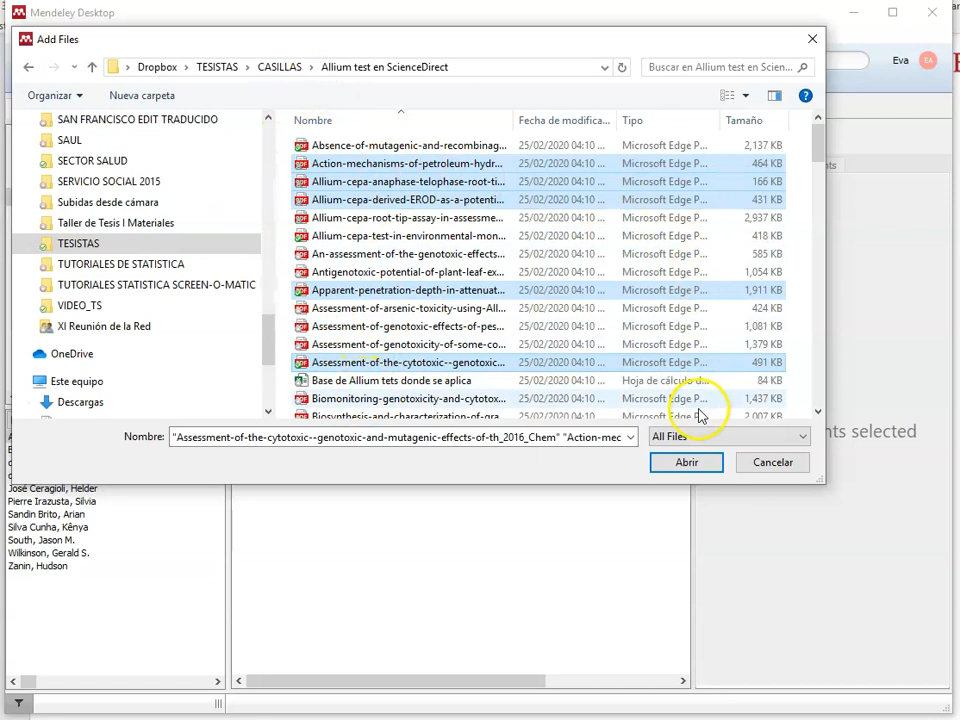 Mendeley Desktop
Add Files
Dropbox > TESISTAS > CASILLAS > Allium test en ScienceDirect
Buscar en Allium test en Scien...
Eva
EA
Organizar
Nueva carpeta
SAN FRANCISCO EDIT TRADUCIDO
SAUL
SECTOR SALUD
SERVICIO SOCIAL 2015
Subidas desde cámara
Taller de Tesis I Materiales
TESISTAS
TUTORIALES DE STATISTICA
TUTORIALES STATISTICA SCREEN-O-MATIC
VIDEO_TS
XI Reunión de la Red
OneDrive
Este equipo
Descargas
Nombre Fecha de modifica... Tipo Tamaño
Absence-of-mutagenic-and-recombinag... 25/02/2020 04:10 ... Microsoft Edge P... 2,137 KB
Action-mechanisms-of-petroleum-hydr... 25/02/2020 04:10 ... Microsoft Edge P... 464 KB
Allium-cepa-anaphase-telophase-root-ti... 25/02/2020 04:10 ... Microsoft Edge P... 166 KB
Allium-cepa-derived-EROD-as-a-potenti... 25/02/2020 04:10 ... Microsoft Edge P... 431 KB
Allium-cepa-root-tip-assay-in-assessme... 25/02/2020 04:10 ... Microsoft Edge P... 2,937 KB
Allium-cepa-test-in-environmental-mon... 25/02/2020 04:10 ... Microsoft Edge P... 418 KB
An-assessment-of-the-genotoxic-effects... 25/02/2020 04:10 ... Microsoft Edge P... 585 KB
Antigenotoxic-potential-of-plant-leaf-ex... 25/02/2020 04:10 ... Microsoft Edge P... 1,054 KB
Apparent-penetration-depth-in-attenuat... 25/02/2020 04:10 ... Microsoft Edge P... 1,911 KB
Assessment-of-arsenic-toxicity-using-All... 25/02/2020 04:10 ... Microsoft Edge P... 424 KB
Assessment-of-genotoxic-effects-of-pes... 25/02/2020 04:10 ... Microsoft Edge P... 1,081 KB
Assessment-of-genotoxicity-of-some-co... 25/02/2020 04:10 ... Microsoft Edge P... 1,379 KB
Assessment-of-the-cytotoxic--genotoxic... 25/02/2020 04:10 ... Microsoft Edge P... 491 KB
Base de Allium tets donde se aplica 25/02/2020 04:10 ... Hoja de cálculo d... 84 KB
Biomonitoring-genotoxicity-and-cytotox... 25/02/2020 04:10 ... Microsoft Edge P... 1,437 KB
Biosynthesis-and-characterization-of-gra... 25/02/2020 04:10 ... Microsoft Edge P... 2,007 KB
Nombre: "Assessment-of-the-cytotoxic--genotoxic-and-mutagenic-effects-of-th_2016_Chem" "Action-mec
All Files
Abrir
Cancelar
nts selected
José Ceragioli, Helder
Pierre Irazusta, Silvia
Sandin Brito, Arian
Silva Cunha, Kênya
South, Jason M.
Wilkinson, Gerald S.
Zanin, Hudson